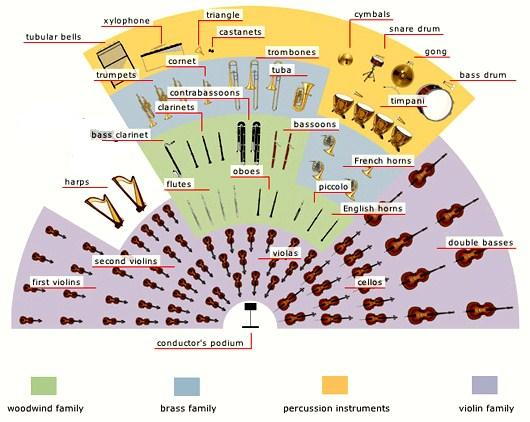 cymbals
triangle
xylophone
snare drum
castanets
tubular bells
gong
trombones
cornet
tuba
trumpets
bass drum
contrabassoons
timpani
clarinets
bassoons
bass clarinet
French horns
oboes
harps
flutes
piccolo
English horns
double basses
violas
second violins
first violins
cellos
conductor's podium
woodwind family
brass family
percussion instruments
violin family